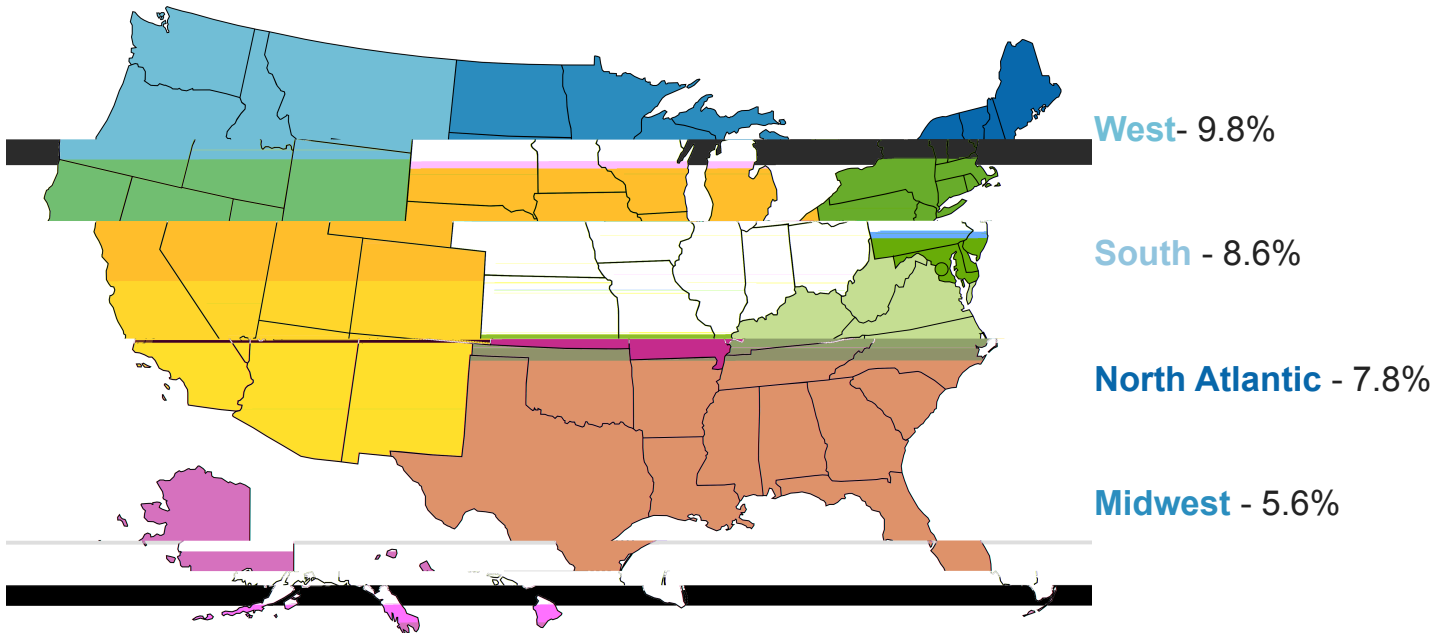 West- 9.8%
South - 8.6%
North Atlantic - 7.8%
Midwest - 5.6%